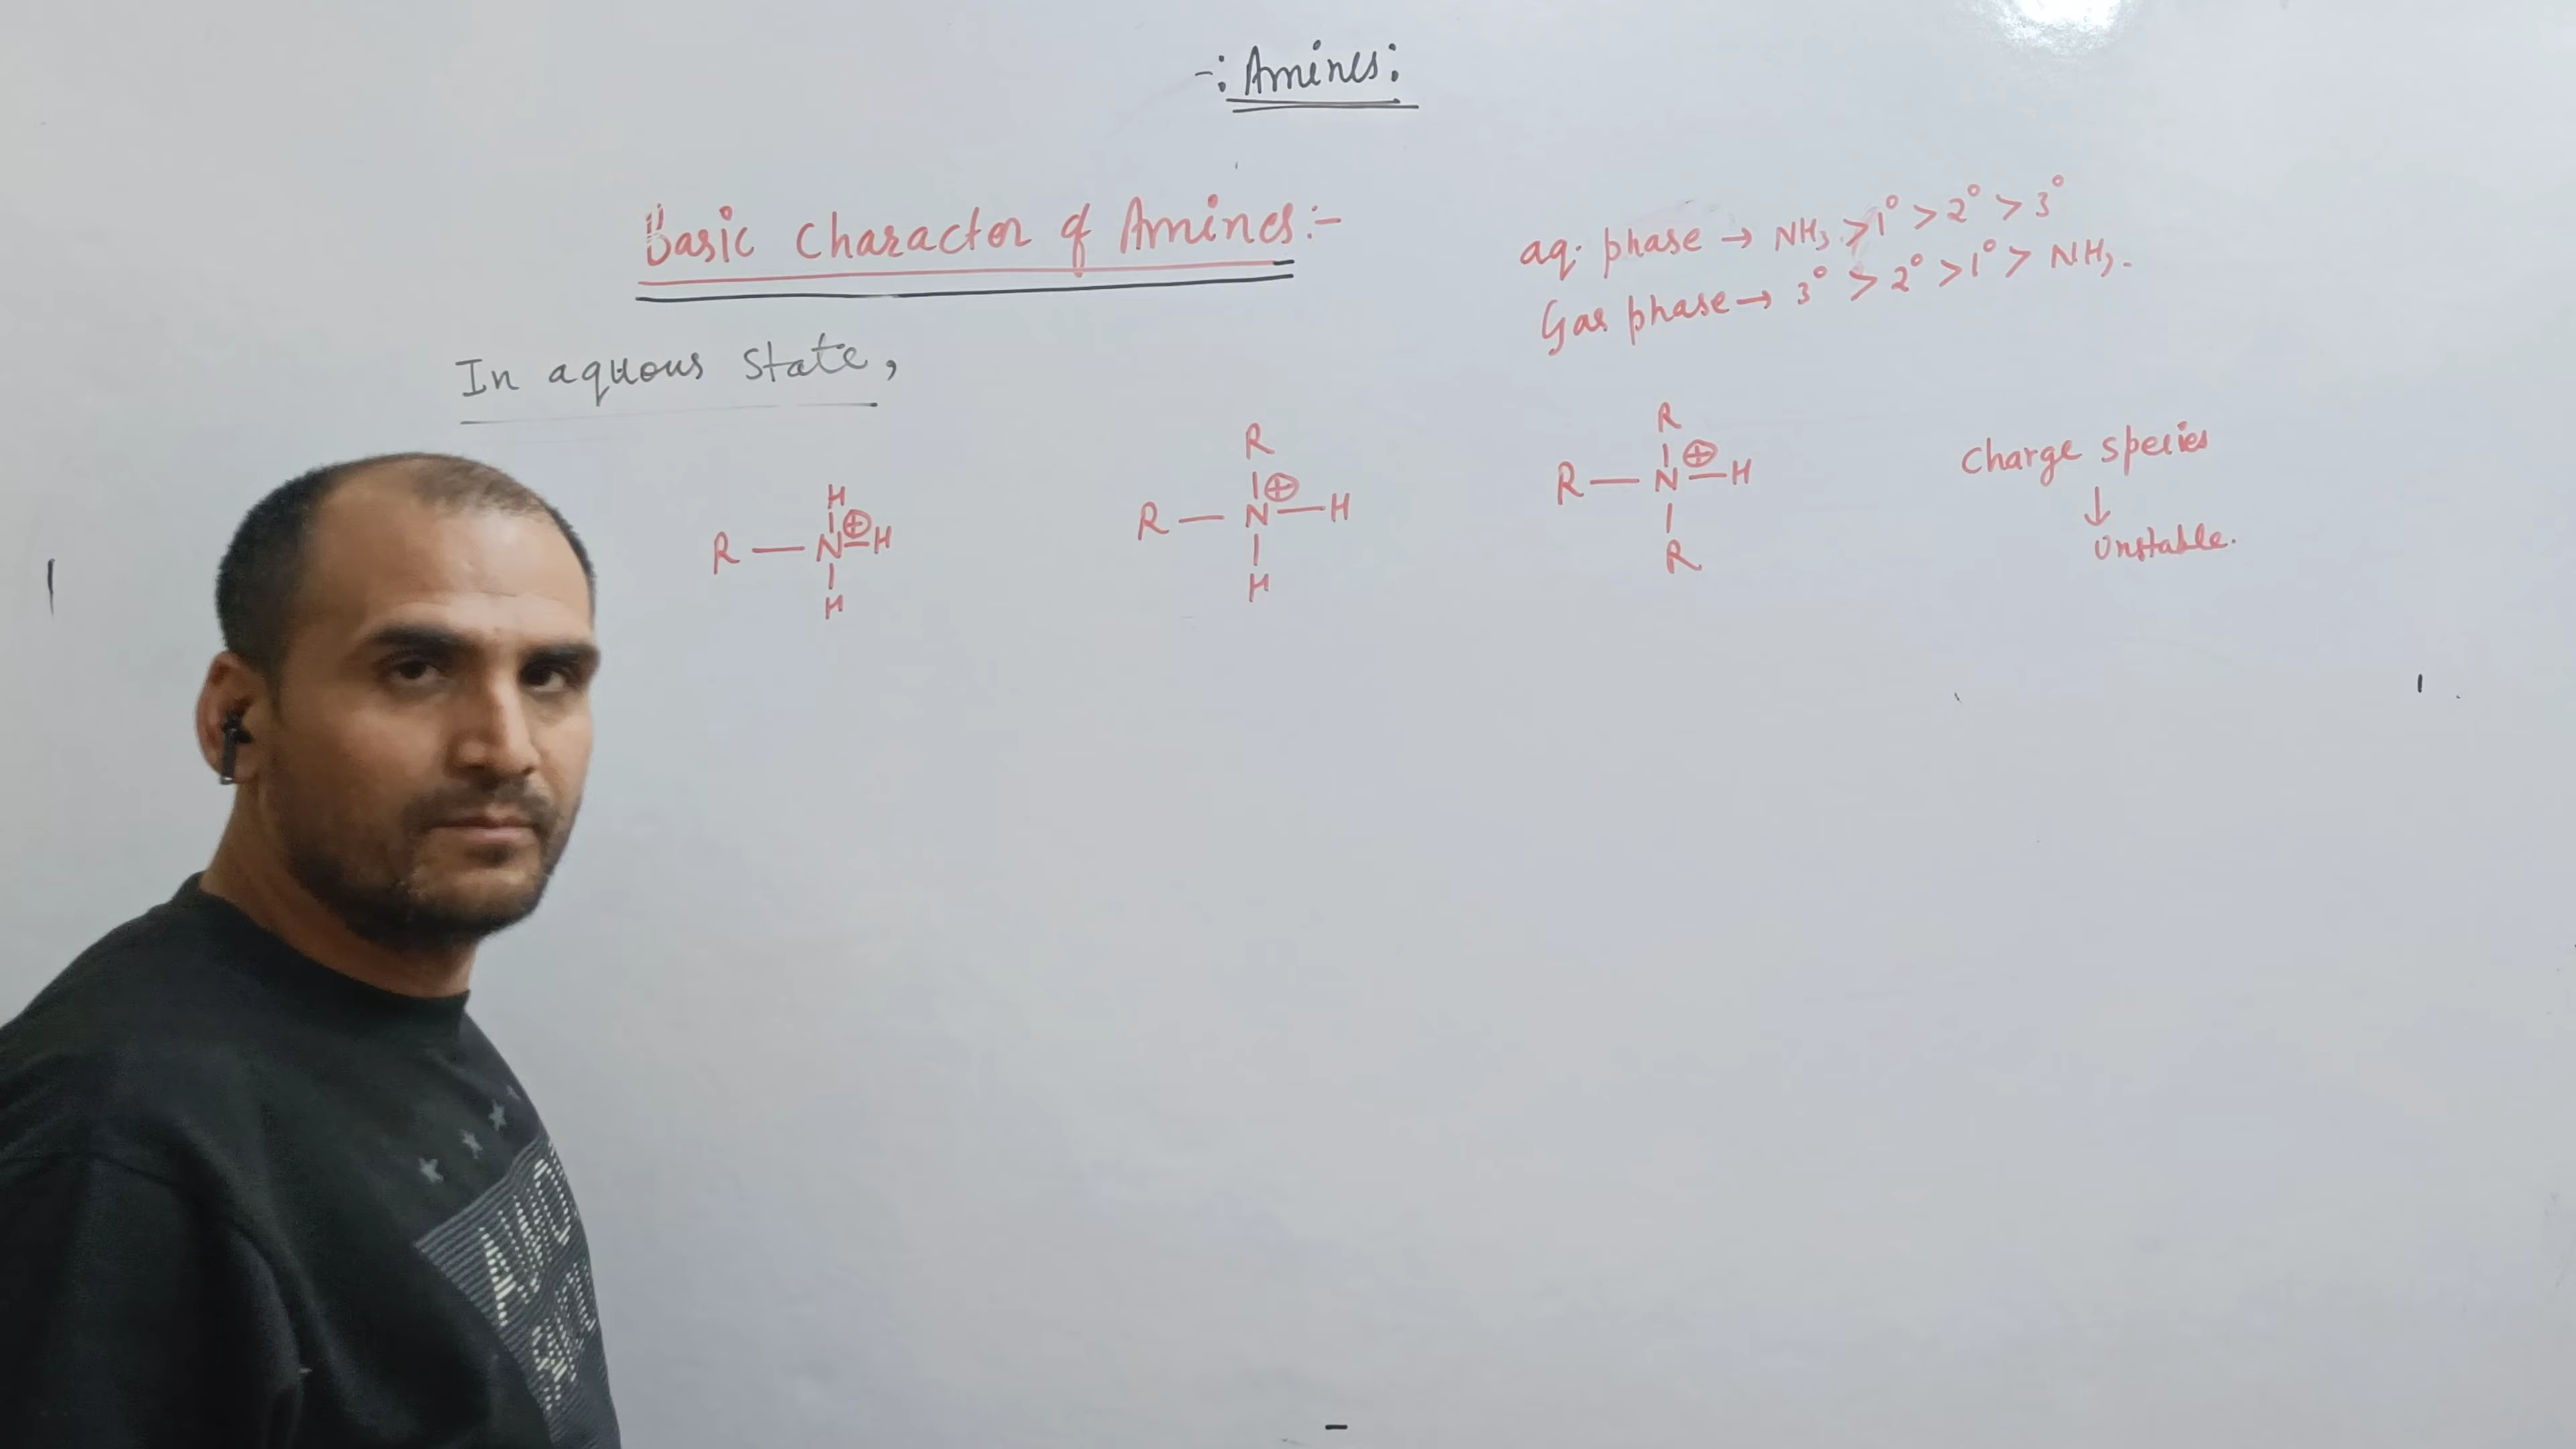 -: Amines:
Basic Charactor of Amines:-
aq. phase → NH₃ > 1° > 2° > 3°
Gas phase → 3° > 2° > 1° > NH₃.
In aquous state,
R
R
H
R — N ⊕ — H
Charge species
R — N ⊕ — H
R — N ⊕ — H
↓
R
Unstable.
H
H